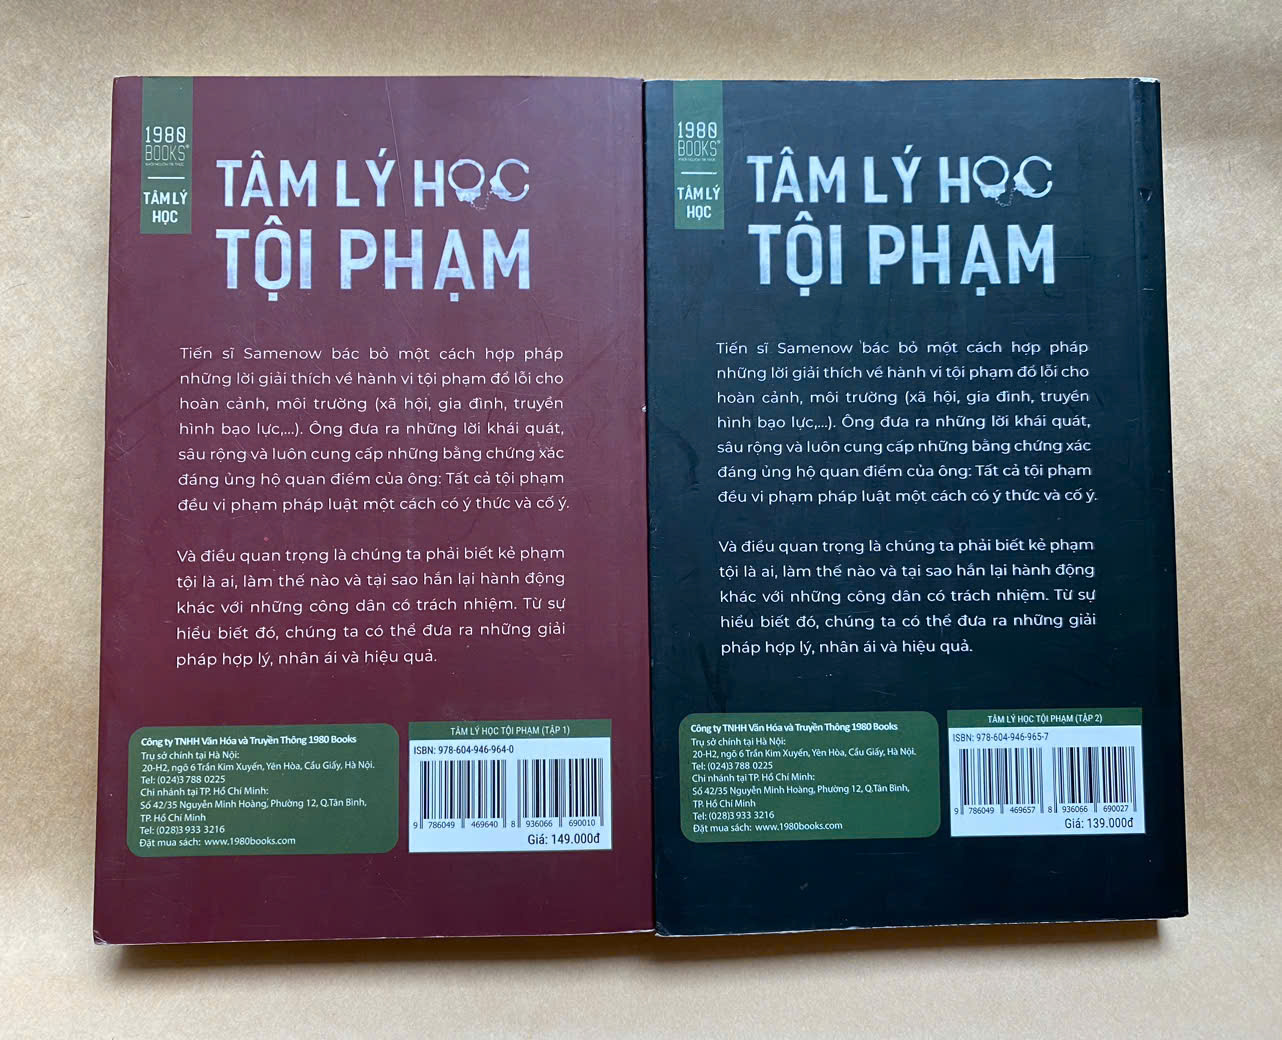 1980
BOOKS®
TÂM LÝ
HỌC
TÂM LÝ HỌC
TỘI PHẠM
Tiến sĩ Samenow bác bỏ một cách hợp pháp
những lời giải thích về hành vi tội phạm đổ lỗi cho
hoàn cảnh, môi trường (xã hội, gia đình, truyền
hình bạo lực,...). Ông đưa ra những lời khái quát,
sâu rộng và luôn cung cấp những bằng chứng xác
đáng ủng hộ quan điểm của ông: Tất cả tội phạm
đều vi phạm pháp luật một cách có ý thức và cố ý.
Và điều quan trọng là chúng ta phải biết kẻ phạm
tội là ai, làm thế nào và tại sao hắn lại hành động
khác với những công dân có trách nhiệm. Từ sự
hiểu biết đó, chúng ta có thể đưa ra những giải
pháp hợp lý, nhân ái và hiệu quả.
Công ty TNHH Văn Hóa và Truyền Thông 1980 Books
Trụ sở chính tại Hà Nội:
20-H2, ngõ 6 Trần Kim Xuyến, Yên Hòa, Cầu Giấy, Hà Nội.
Tel: (024)3 788 0225
Chi nhánh tại TP. Hồ Chí Minh:
Số 42/35 Nguyễn Minh Hoàng, Phường 12, Q.Tân Bình,
TP. Hồ Chí Minh
Tel: (028)3 933 3216
Đặt mua sách: www.1980books.com
TÂM LÝ HỌC TỘI PHẠM (TẬP 1)
ISBN: 978-604-946-964-0
9 786049 469640 8 936066 690010
Giá: 149.000đ
1980
BOOKS®
TÂM LÝ
HỌC
TÂM LÝ HỌC
TỘI PHẠM
Tiến sĩ Samenow bác bỏ một cách hợp pháp
những lời giải thích về hành vi tội phạm đổ lỗi cho
hoàn cảnh, môi trường (xã hội, gia đình, truyền
hình bạo lực,...). Ông đưa ra những lời khái quát,
sâu rộng và luôn cung cấp những bằng chứng xác
đáng ủng hộ quan điểm của ông: Tất cả tội phạm
đều vi phạm pháp luật một cách có ý thức và cố ý.
Và điều quan trọng là chúng ta phải biết kẻ phạm
tội là ai, làm thế nào và tại sao hắn lại hành động
khác với những công dân có trách nhiệm. Từ sự
hiểu biết đó, chúng ta có thể đưa ra những giải
pháp hợp lý, nhân ái và hiệu quả.
Công ty TNHH Văn Hóa và Truyền Thông 1980 Books
Trụ sở chính tại Hà Nội:
20-H2, ngõ 6 Trần Kim Xuyến, Yên Hòa, Cầu Giấy, Hà Nội.
Tel: (024)3 788 0225
Chi nhánh tại TP. Hồ Chí Minh:
Số 42/35 Nguyễn Minh Hoàng, Phường 12, Q.Tân Bình,
TP. Hồ Chí Minh
Tel: (028)3 933 3216
Đặt mua sách: www.1980books.com
TÂM LÝ HỌC TỘI PHẠM (TẬP 2)
ISBN: 978-604-946-965-7
9 786049 469657 8 936066 690027
Giá: 139.000đ